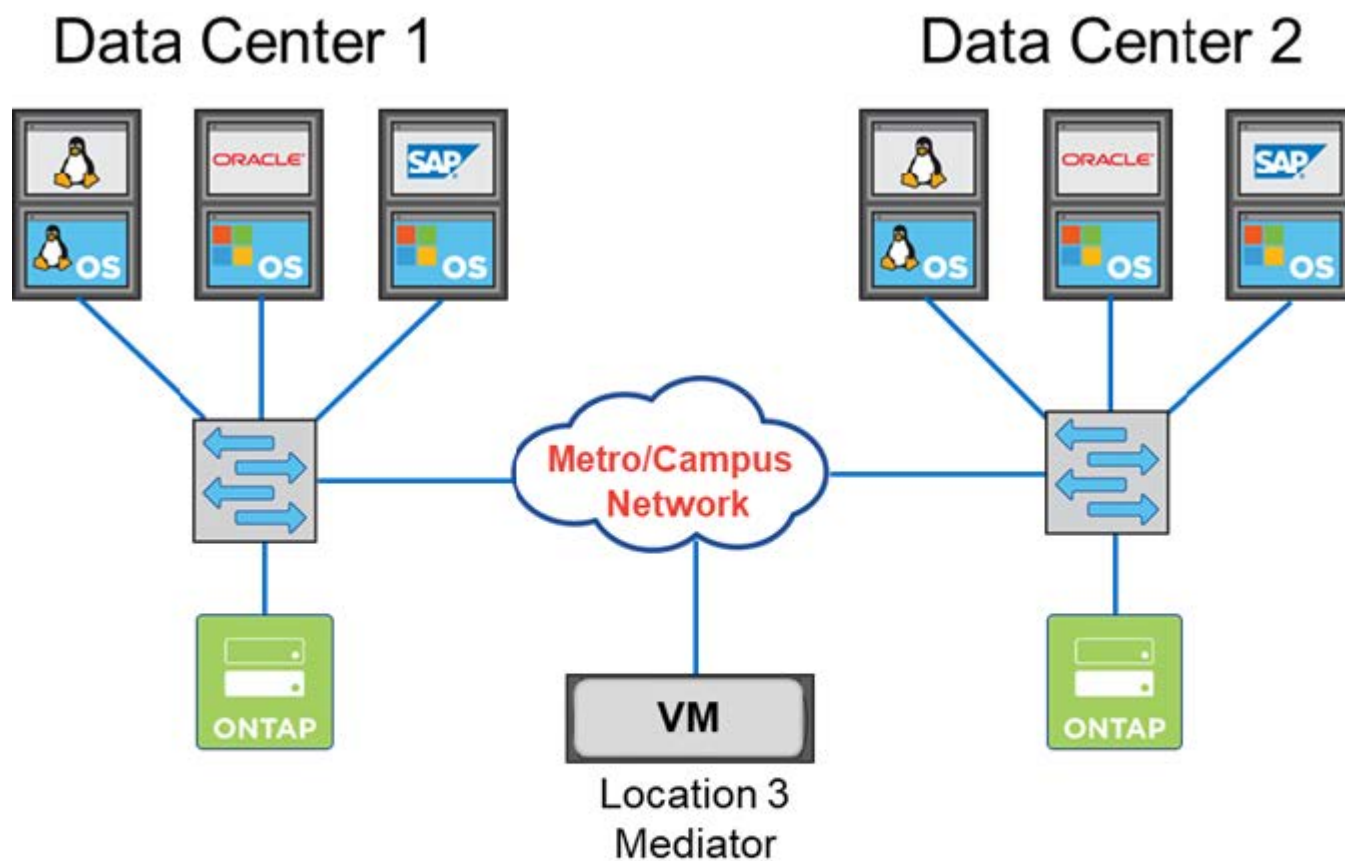 Data Center 1
Data Center 2
ORACLE
SAP
ORACLE
SAP
OS
OS
OS
OS
OS
OS
Metro/Campus
Network
ONTAP
ONTAP
VM
Location 3
Mediator